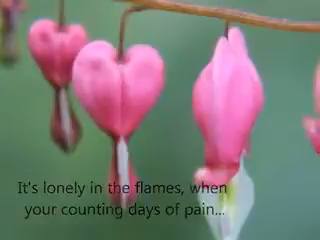 It's lonely in the flames, when
your counting days of pain...